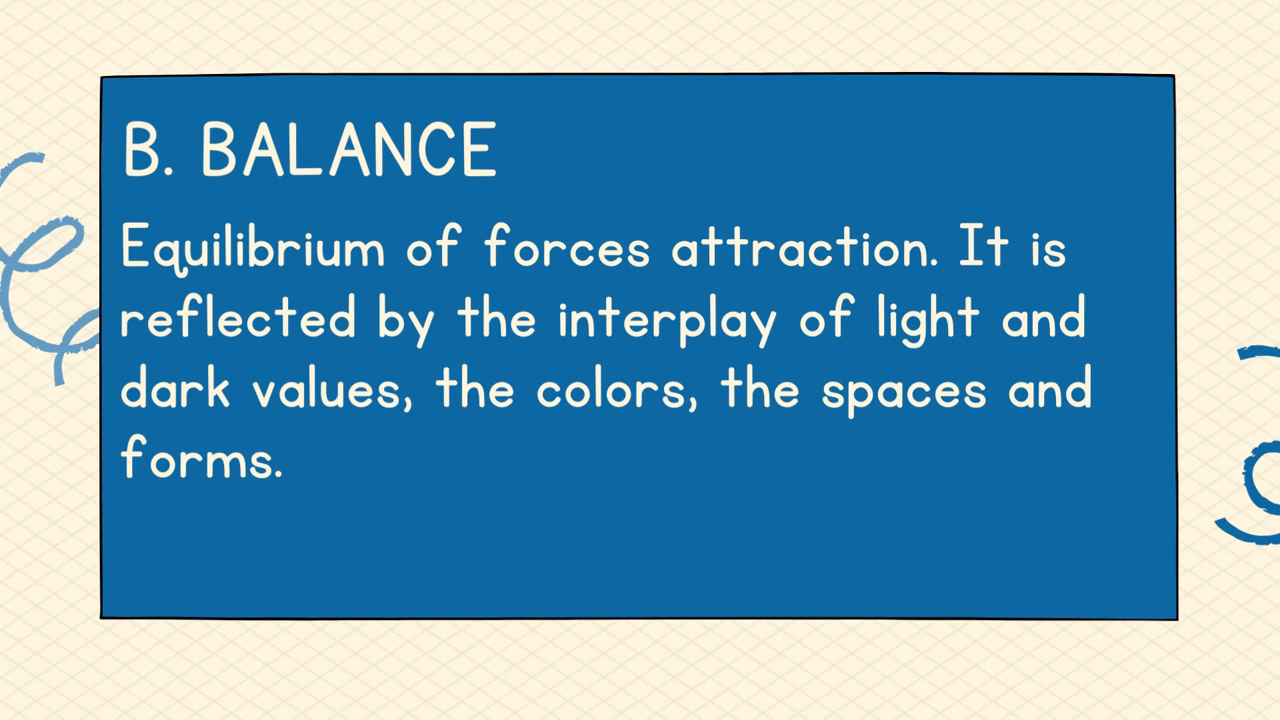 B. BALANCE
Equilibrium of forces attraction. It is
reflected by the interplay of light and
dark values, the colors, the spaces and
forms.